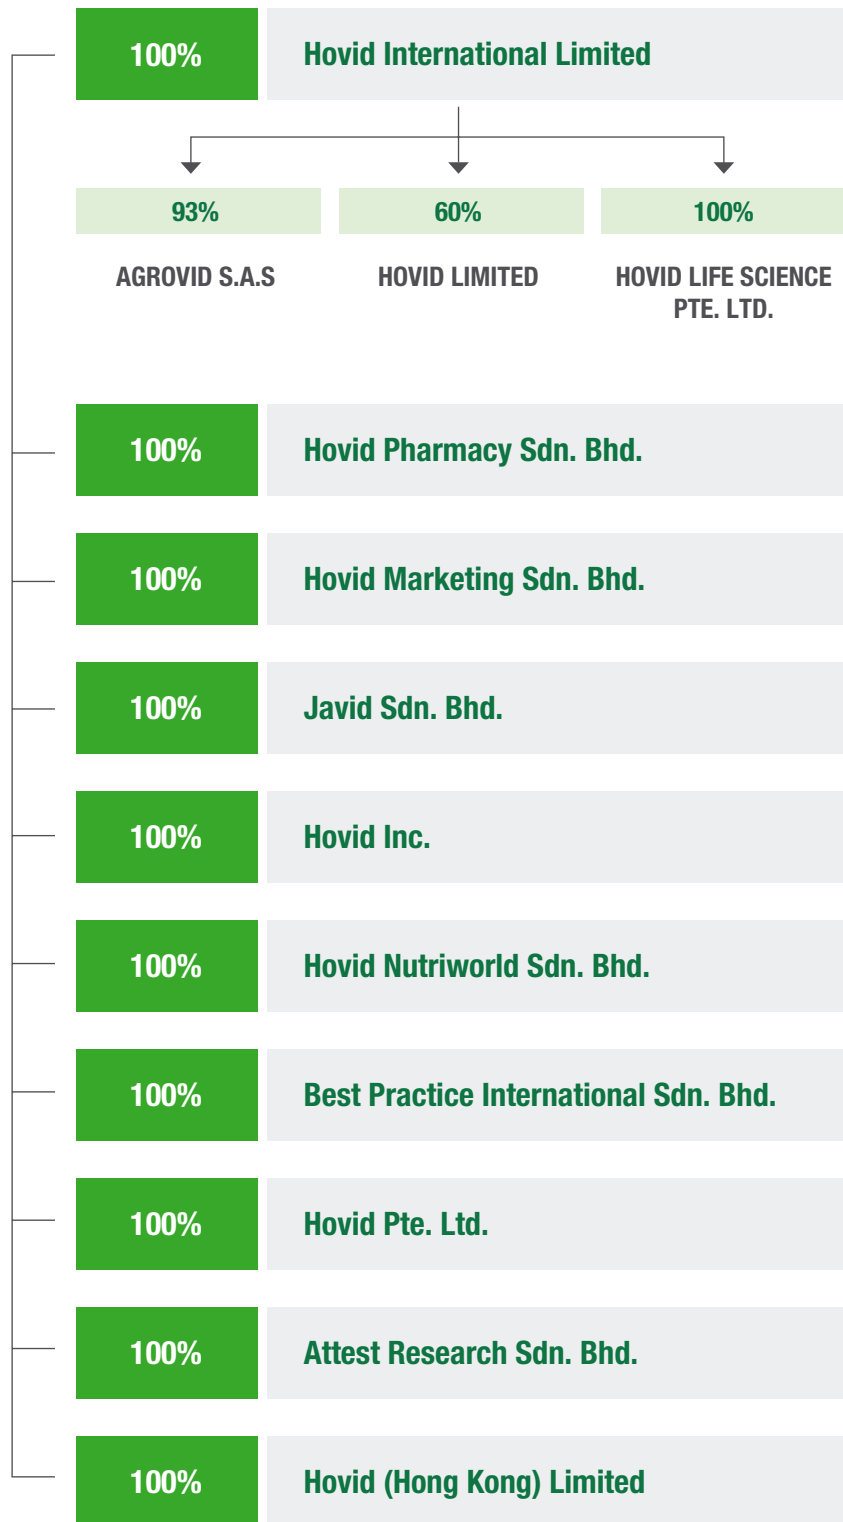 100%
Hovid International Limited
93%
60%
100%
AGROVID S.A.S
HOVID LIMITED
HOVID LIFE SCIENCE
PTE. LTD.
100%
Hovid Pharmacy Sdn. Bhd.
100%
Hovid Marketing Sdn. Bhd.
100%
Javid Sdn. Bhd.
100%
Hovid Inc.
100%
Hovid Nutriworld Sdn. Bhd.
100%
Best Practice International Sdn. Bhd.
100%
Hovid Pte. Ltd.
100%
Attest Research Sdn. Bhd.
100%
Hovid (Hong Kong) Limited